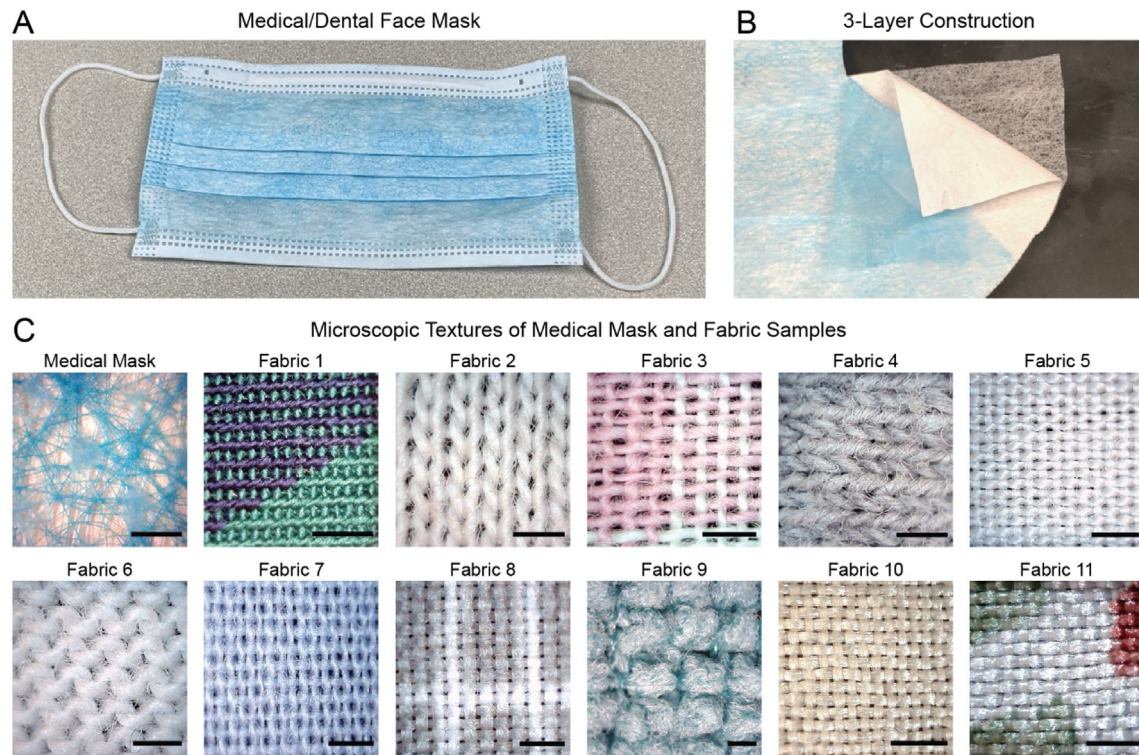 A
Medical/Dental Face Mask
B
3-Layer Construction
C
Microscopic Textures of Medical Mask and Fabric Samples
Medical Mask
Fabric 1
Fabric 2
Fabric 3
Fabric 4
Fabric 5
Fabric 6
Fabric 7
Fabric 8
Fabric 9
Fabric 10
Fabric 11